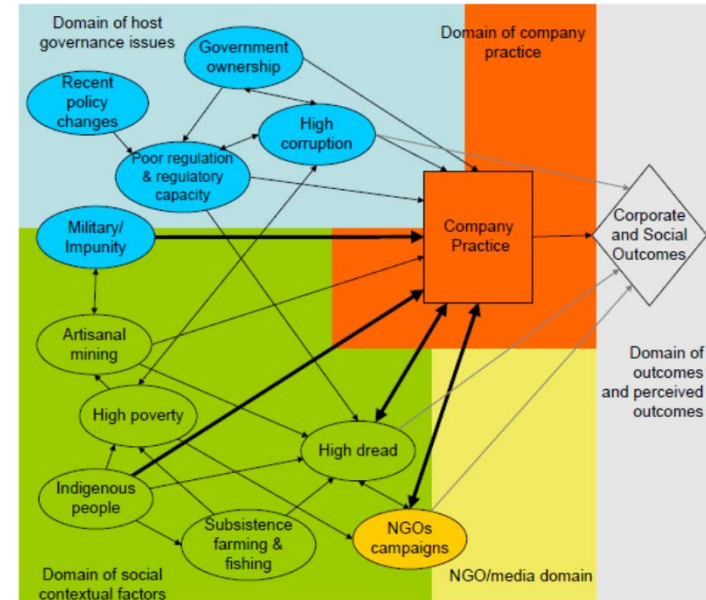 Domain of host
governance issues
Government
ownership
Domain of company
practice
Recent
policy
changes
High
corruption
Poor regulation
& regulatory
capacity
Military/
Impunity
Company
Practice
Corporate
and Social
Outcomes
Artisanal
mining
Domain of
outcomes
and perceived
outcomes
High poverty
High dread
Indigenous
people
Subsistence
farming &
fishing
NGOs
campaigns
Domain of social
contextual factors
NGO/media domain